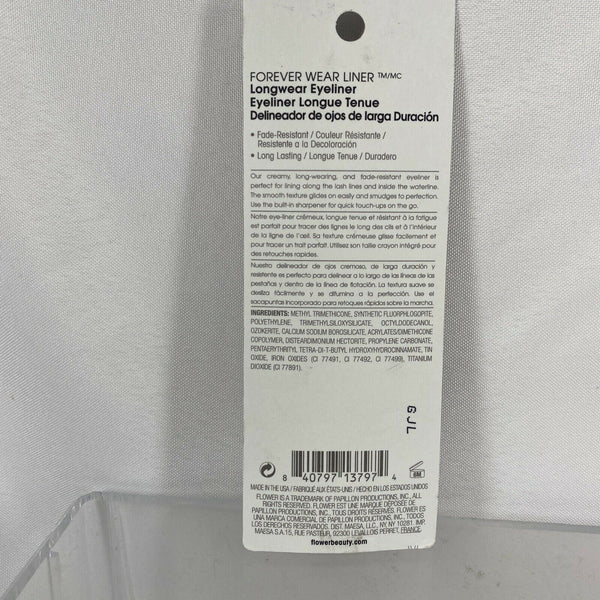 FOREVER WEAR LINER TM/MC
Longwear Eyeliner
Eyeliner Longue Tenue
Delineador de ojos de larga Duración
• Fade-Resistant / Couleur Résistante /
Resistente a la Decoloración
• Long Lasting / Longue Tenue / Duradero
Our creamy, long-wearing, and fade-resistant eyeliner is
perfect for lining along the lash lines and inside the waterline.
The smooth texture glides on easily and smudges to perfection.
Use the built-in sharpener for quick touch-ups on the go.
Notre eye-liner crémeux, longue tenue et résistant à la fatigue
est parfait pour tracer des lignes le long des cils et à l'intérieur
de la ligne de l'œil. Sa texture crémeuse glisse facilement et
pour tracer un trait parfait. Utilisez son taille crayon intégré pour
des retouches rapides.
Nuestro delineador de ojos cremoso, de larga duración y
resistente es perfecto para delinear a lo largo de las líneas de las
pestañas y dentro de la línea de flotación. La textura suave se
desliza fácilmente y se difumina a la perfección. Use el
sacapuntas incorporado para retoques rápidos sobre la marcha.
INGREDIENTS: METHYL TRIMETHICONE, SYNTHETIC FLUORPHLOGOPITE,
POLYETHYLENE, TRIMETHYLSILOXYSILICATE, OCTYLDODECANOL,
OZOKERITE, CALCIUM SODIUM BOROSILICATE, ACRYLATES/DIMETHICONE
COPOLYMER, DISTEARDIMONIUM HECTORITE, PROPYLENE CARBONATE,
PENTAERYTHRITYL TETRA-DI-T-BUTYL HYDROXYHYDROCINNAMATE, TIN
OXIDE, IRON OXIDES (CI 77491, CI 77492, CI 77499), TITANIUM
DIOXIDE (CI 77891).
6 JL
8 40797 13797 4
6M
MADE IN THE USA / FABRIQUÉ AUX ÉTATS-UNIS / HECHO EN LOS ESTADOS UNIDOS
FLOWER IS A TRADEMARK OF PAPILLON PRODUCTIONS, INC., ALL
RIGHTS RESERVED. FLOWER EST UNE MARQUE DÉPOSÉE DE
PAPILLON PRODUCTIONS, INC., TOUS DROITS RÉSERVÉS. FLOWER ES
UNA MARCA COMERCIAL DE PAPILLON PRODUCTIONS, INC., TODOS
LOS DERECHOS RESERVADOS. DIST. MAESA, LLC, NY, NY 10281. IMP.
MAESA S.A.15, RUE PASTEUR, 92300 LEVALLOIS PERRET, FRANCE.
flowerbeauty.com